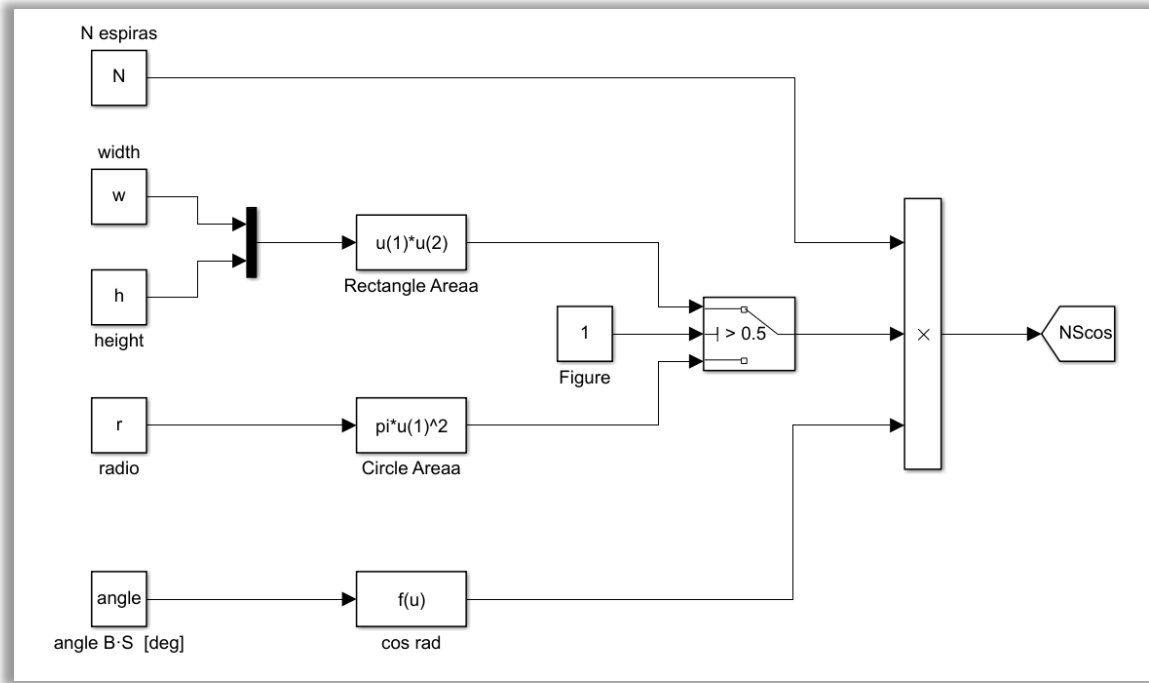 N espiras
N
width
w
u(1)*u(2)
Rectangle Areaa
h
height
1
Figure
> 0.5
×
NScos
r
radio
pi*u(1)^2
Circle Areaa
angle
angle B·S [deg]
f(u)
cos rad